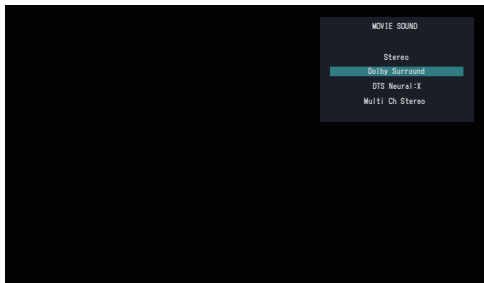 MOVIE SOUND
Stereo
Dolby Surround
DTS Neural:X
Multi Ch Stereo